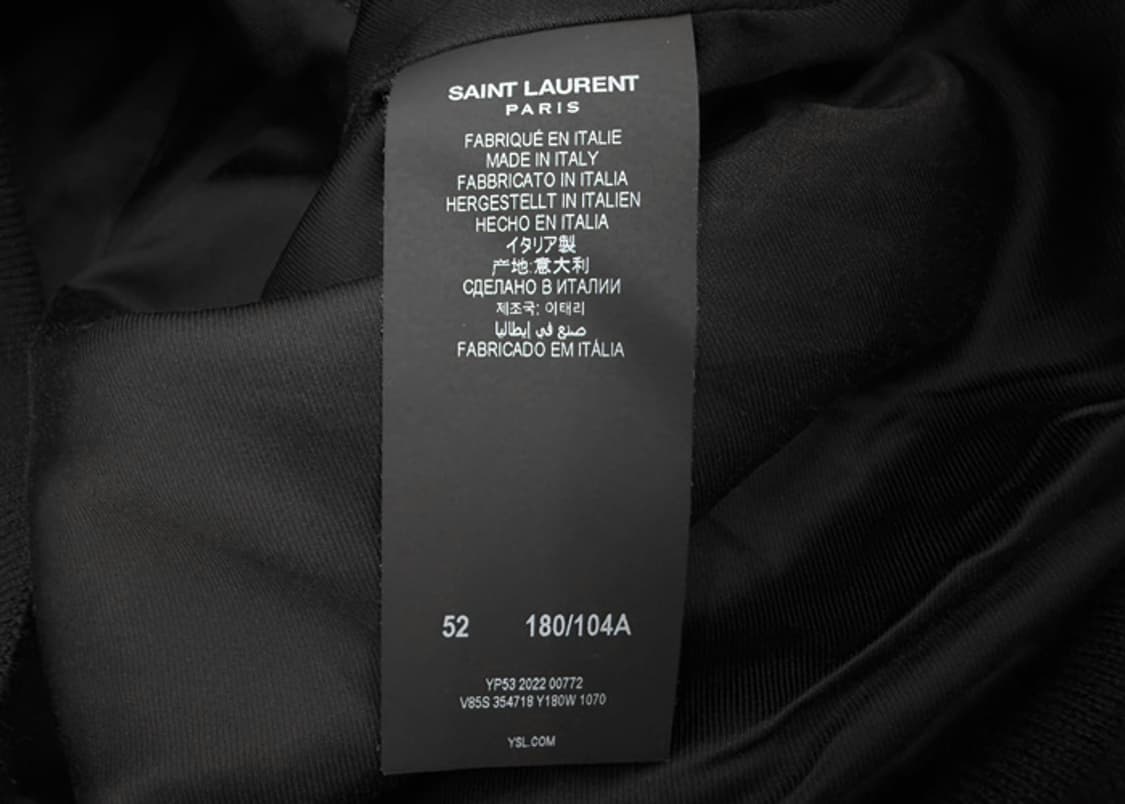 SAINT LAURENT
PARIS
FABRIQUÉ EN ITALIE
MADE IN ITALY
FABBRICATO IN ITALIA
HERGESTELLT IN ITALIEN
HECHO EN ITALIA
イタリア製
产地:意大利
СДЕЛАНО В ИТАЛИИ
제조국: 이태리
صنع في إيطاليا
FABRICADO EM ITÁLIA
52 180/104A
YP53 2022 00772
V85S 354718 Y180W 1070
YSL.COM